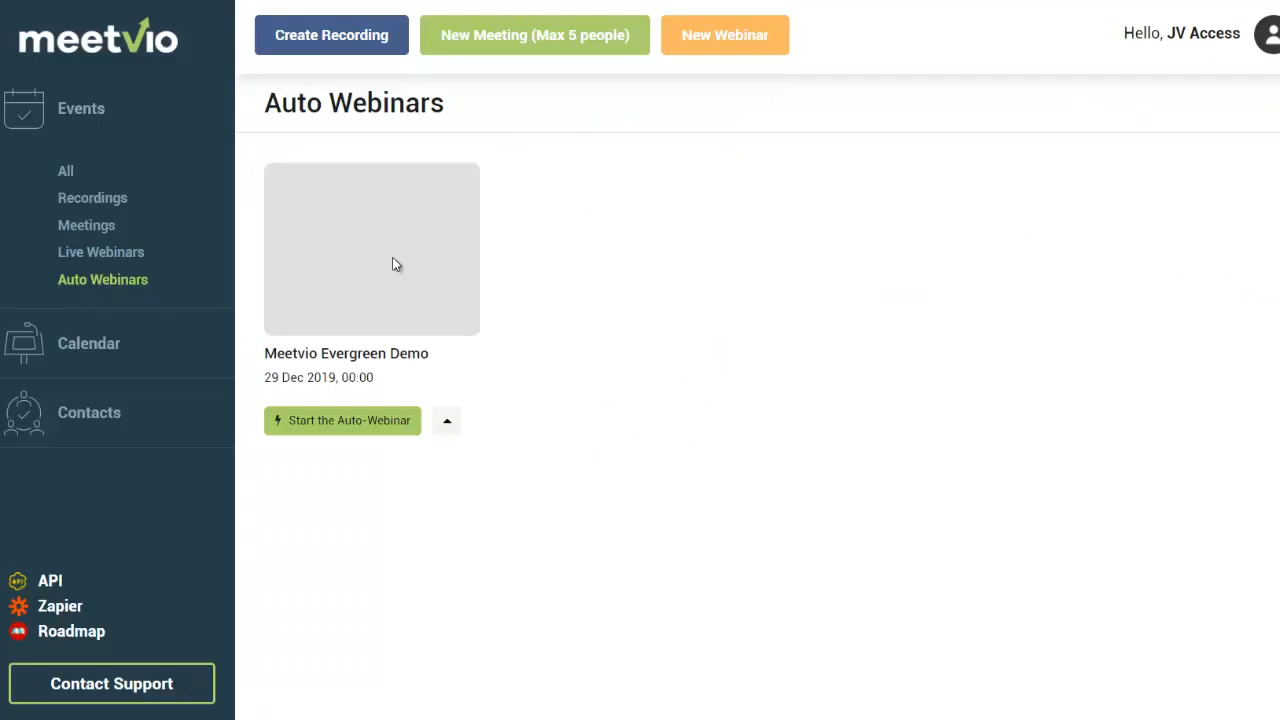 meetvio
Create Recording
New Meeting (Max 5 people)
New Webinar
Hello, JV Access
Events
All
Recordings
Meetings
Live Webinars
Auto Webinars
Calendar
Contacts
API
Zapier
Roadmap
Contact Support
Auto Webinars
Meetvio Evergreen Demo
29 Dec 2019, 00:00
Start the Auto-Webinar